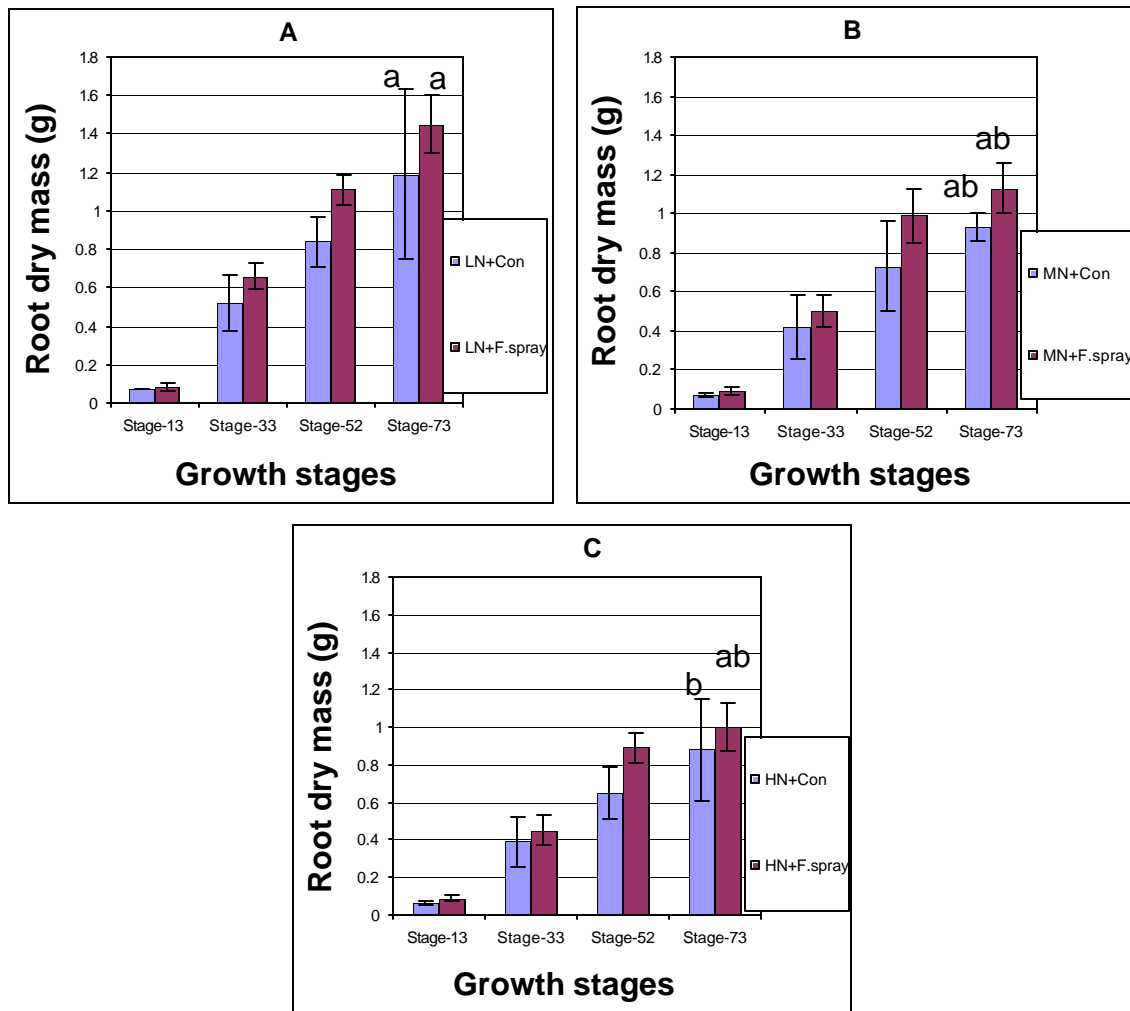 A
Root dry mass (g)
1.8
1.6
1.4
1.2
1
0.8
0.6
0.4
0.2
0
a a
Stage-13 Stage-33 Stage-52 Stage-73
Growth stages
LN+Con
LN+F.spray
B
Root dry mass (g)
1.8
1.6
1.4
1.2
1
0.8
0.6
0.4
0.2
0
ab
ab
Stage-13 Stage-33 Stage-52 Stage-73
Growth stages
MN+Con
MN+F.spray
C
Root dry mass (g)
1.8
1.6
1.4
1.2
1
0.8
0.6
0.4
0.2
0
ab
b
Stage-13 Stage-33 Stage-52 Stage-73
Growth stages
HN+Con
HN+F.spray